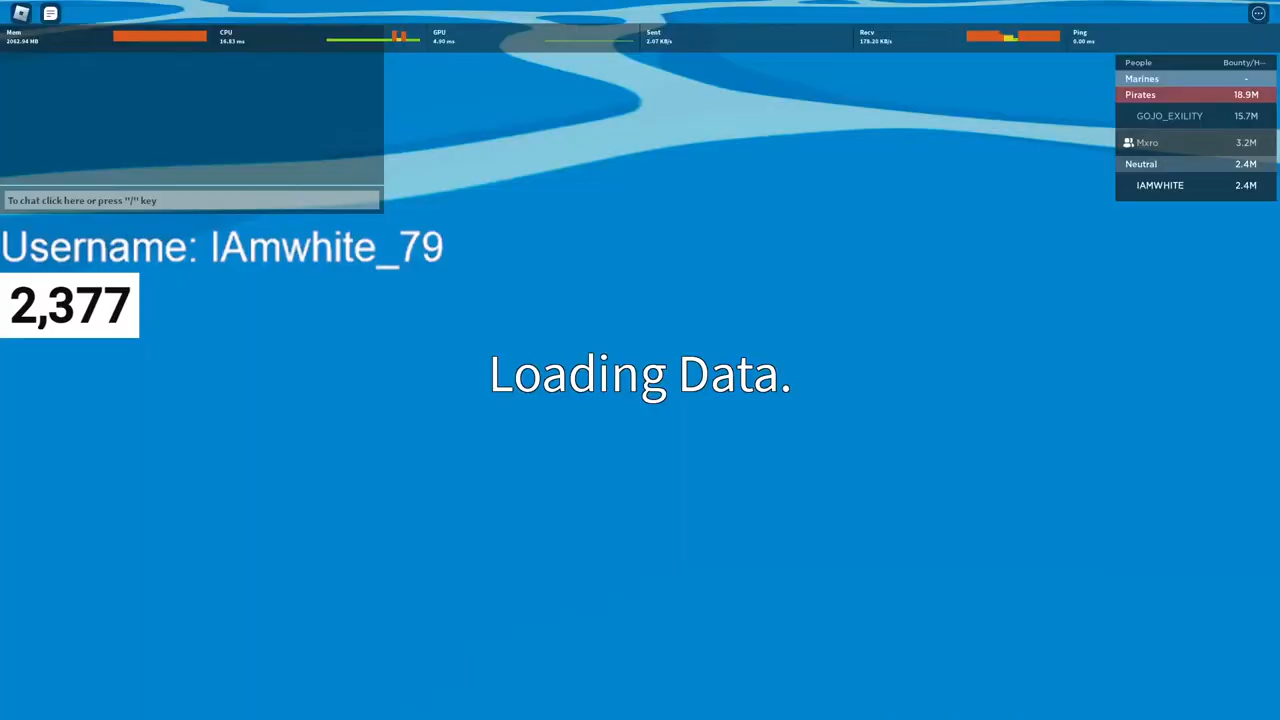 Mem
2062.94 MB
CPU
16.83 ms
GPU
4.90 ms
Sent
2.07 KB/s
Recv
178.20 KB/s
Ping
0.00 ms
People Bounty/H--
Marines -
Pirates 18.9M
GOJO_EXILITY 15.7M
Mxro 3.2M
Neutral 2.4M
IAMWHITE 2.4M
To chat click here or press "/" key
Username: IAmwhite_79
2,377
Loading Data.